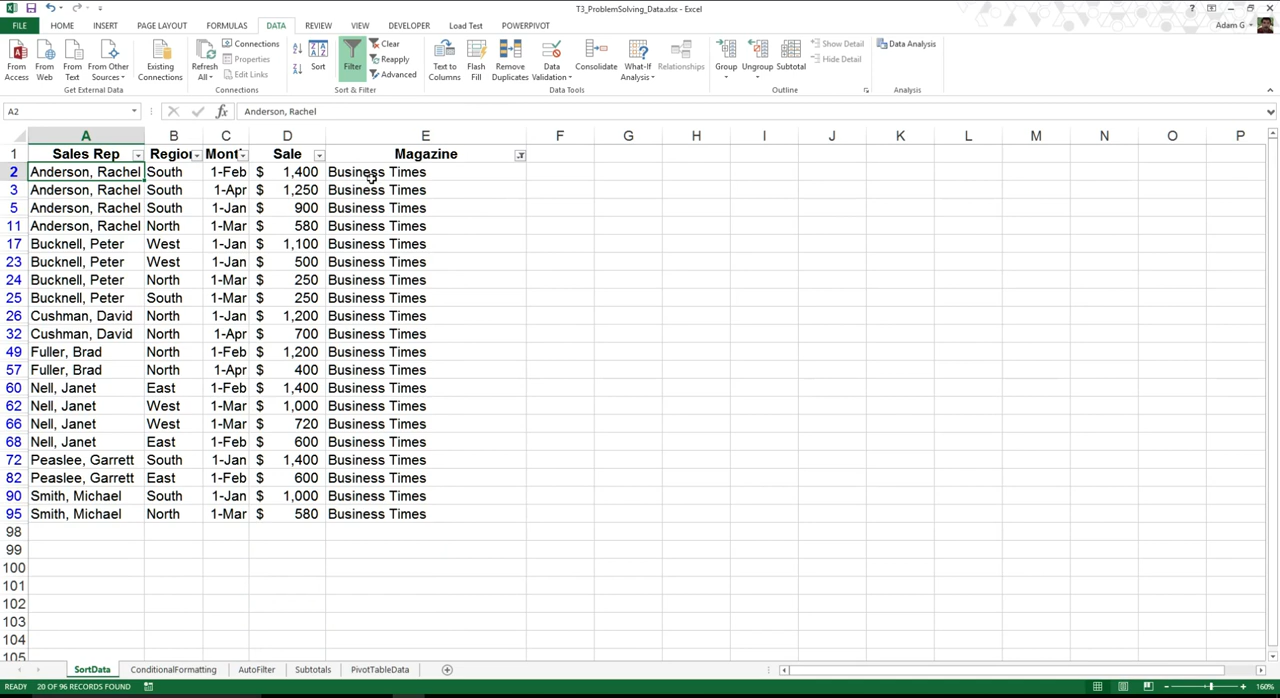 T3_ProblemSolving_Data.xlsx - Excel
FILE HOME INSERT PAGE LAYOUT FORMULAS DATA REVIEW VIEW DEVELOPER Load Test POWERPIVOT Adam G
From Access From Web From Text From Other Sources Existing Connections Refresh All Connections Properties Edit Links Sort Filter Clear Reapply Advanced Text to Columns Flash Fill Remove Duplicates Data Validation Consolidate What-If Analysis Relationships Group Ungroup Subtotal Show Detail Hide Detail Data Analysis
Get External Data Connections Sort & Filter Data Tools Outline Analysis
A2 fx Anderson, Rachel
A B C D E F G H I J K L M N O P
1 Sales Rep Region Mont Sale Magazine
2 Anderson, Rachel South 1-Feb $ 1,400 Business Times
3 Anderson, Rachel South 1-Apr $ 1,250 Business Times
5 Anderson, Rachel South 1-Jan $ 900 Business Times
11 Anderson, Rachel North 1-Mar $ 580 Business Times
17 Bucknell, Peter West 1-Jan $ 1,100 Business Times
23 Bucknell, Peter West 1-Jan $ 500 Business Times
24 Bucknell, Peter North 1-Mar $ 250 Business Times
25 Bucknell, Peter South 1-Mar $ 250 Business Times
26 Cushman, David North 1-Jan $ 1,200 Business Times
32 Cushman, David North 1-Apr $ 700 Business Times
49 Fuller, Brad North 1-Feb $ 1,200 Business Times
57 Fuller, Brad North 1-Apr $ 400 Business Times
60 Nell, Janet East 1-Feb $ 1,400 Business Times
62 Nell, Janet West 1-Mar $ 1,000 Business Times
66 Nell, Janet West 1-Mar $ 720 Business Times
68 Nell, Janet East 1-Feb $ 600 Business Times
72 Peaslee, Garrett South 1-Jan $ 1,400 Business Times
82 Peaslee, Garrett East 1-Feb $ 600 Business Times
90 Smith, Michael South 1-Jan $ 1,000 Business Times
95 Smith, Michael North 1-Mar $ 580 Business Times
98
99
100
101
102
103
104
105
SortData ConditionalFormatting AutoFilter Subtotals PivotTableData
READY 20 OF 96 RECORDS FOUND 160%